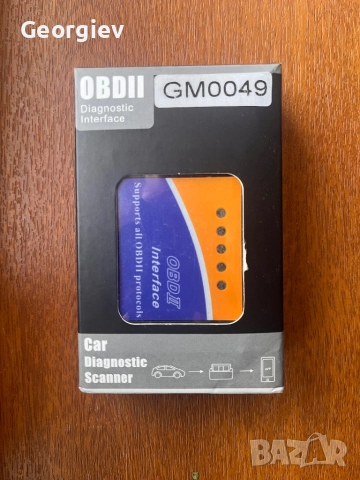 Georgiev
OBDII
GM0049
Diagnostic
Interface
Supports all OBDII protocols
OBDII
Interface
Car
Diagnostic
Scanner
BAZAR